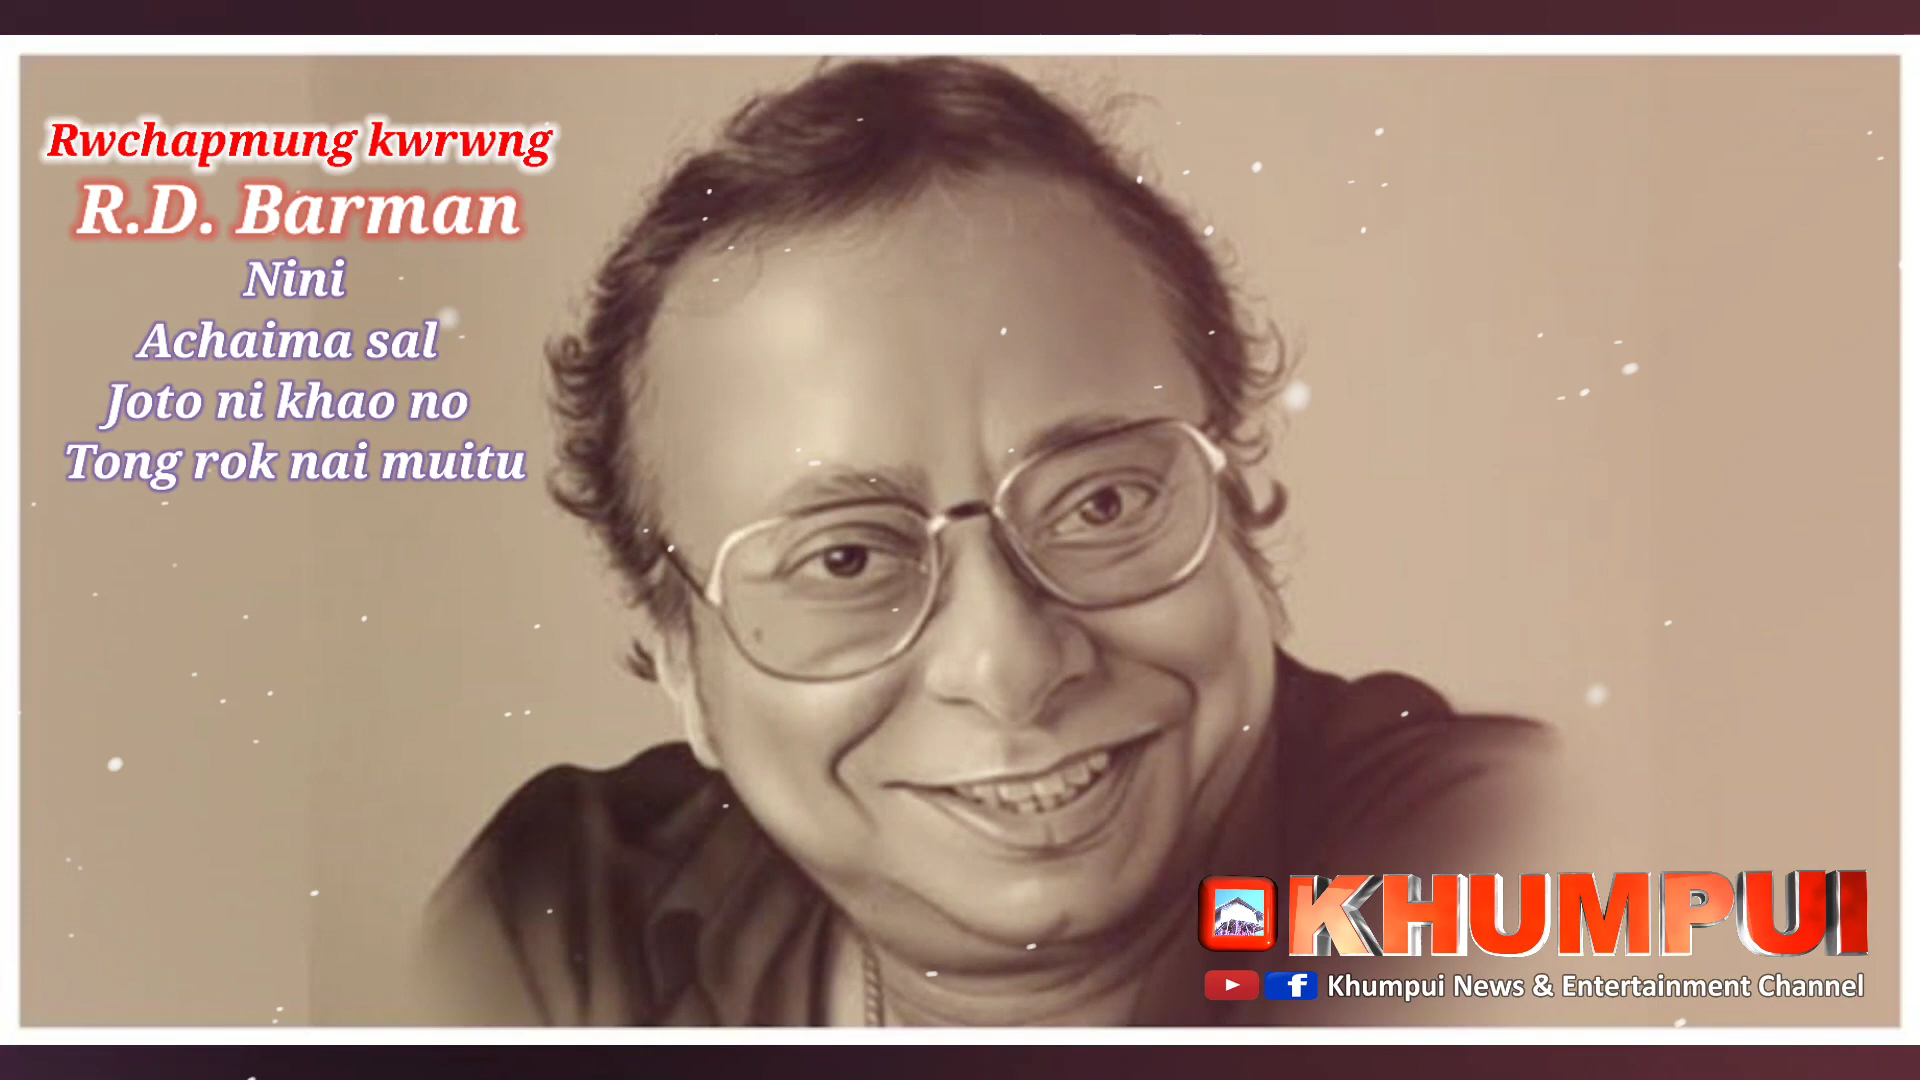 Rwchapmung kwrwng
R.D. Barman
Nini
Achaima sal
Joto ni khao no
Tong rok nai muitu
KHUMPUI
Khumpui News & Entertainment Channel